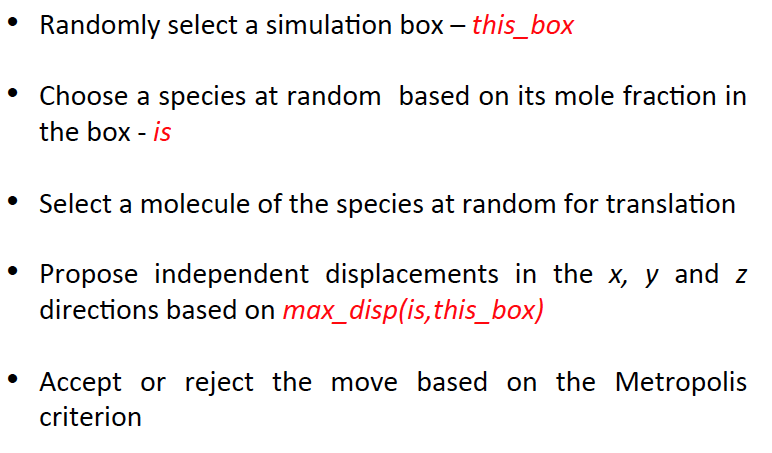 • Randomly select a simulation box – this_box
• Choose a species at random based on its mole fraction in
the box - is
• Select a molecule of the species at random for translation
• Propose independent displacements in the x, y and z
directions based on max_disp(is,this_box)
• Accept or reject the move based on the Metropolis
criterion